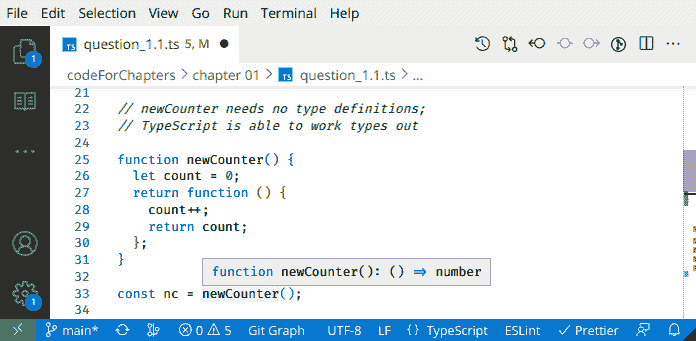 File Edit Selection View Go Run Terminal Help
TS question_1.1.ts 5, M
codeForChapters > chapter 01 > TS question_1.1.ts > ...
21
22 // newCounter needs no type definitions;
23 // TypeScript is able to work types out
24
25 function newCounter() {
26 let count = 0;
27 return function () {
28 count++;
29 return count;
30 };
31 }
function newCounter(): () ⇒ number
32
33 const nc = newCounter();
34
1
1
main* 0 5 Git Graph UTF-8 LF {} TypeScript ESLint ✓ Prettier